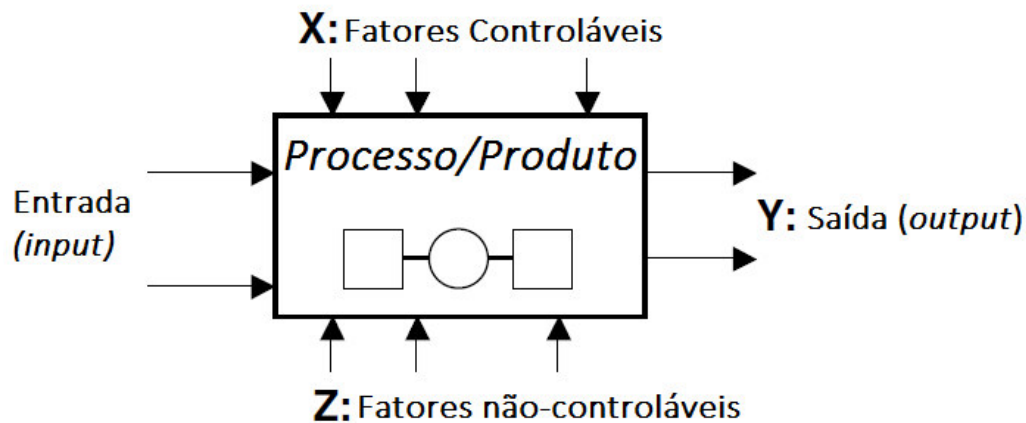 X: Fatores Controláveis
Processo/Produto
Entrada
(input)
Y: Saída (output)
Z: Fatores não-controláveis